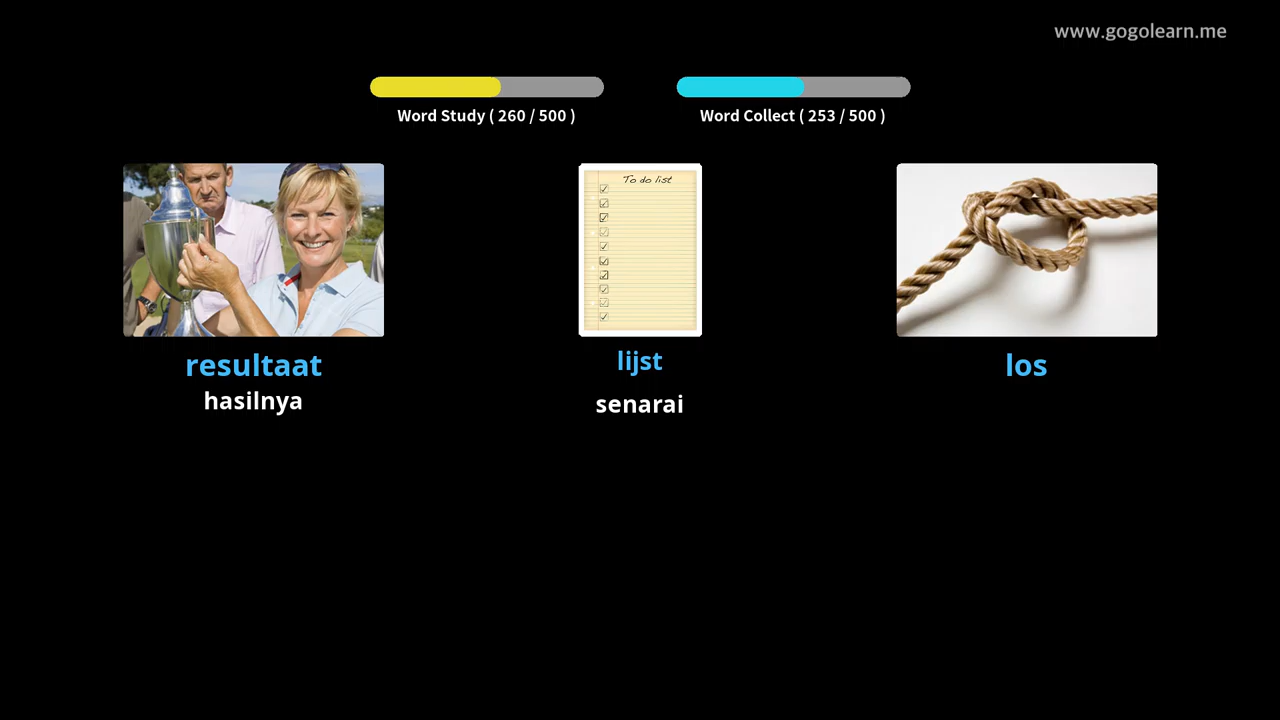 www.gogolearn.me
Word Study ( 260 / 500 )
Word Collect ( 253 / 500 )
To do list
resultaat
lijst
los
hasilnya
senarai